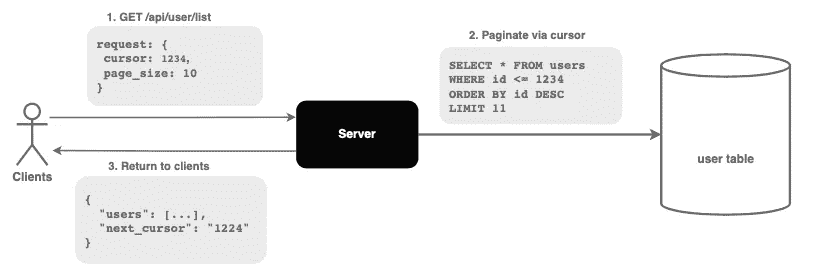 1. GET /api/user/list
request: {
cursor: 1234,
page_size: 10
}
2. Paginate via cursor
SELECT * FROM users
WHERE id <= 1234
ORDER BY id DESC
LIMIT 11
Clients
Server
user table
3. Return to clients
{
"users": [...],
"next_cursor": "1224"
}